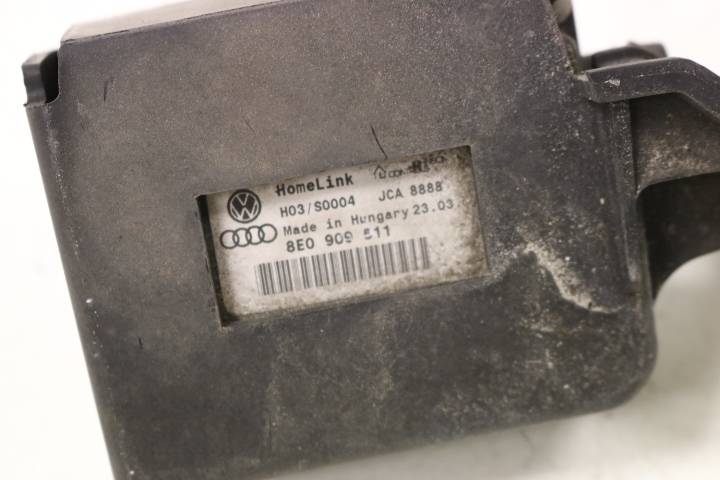 HomeLink
H03/S0004 JCA 8888
Made in Hungary 23.03
8E0 909 511